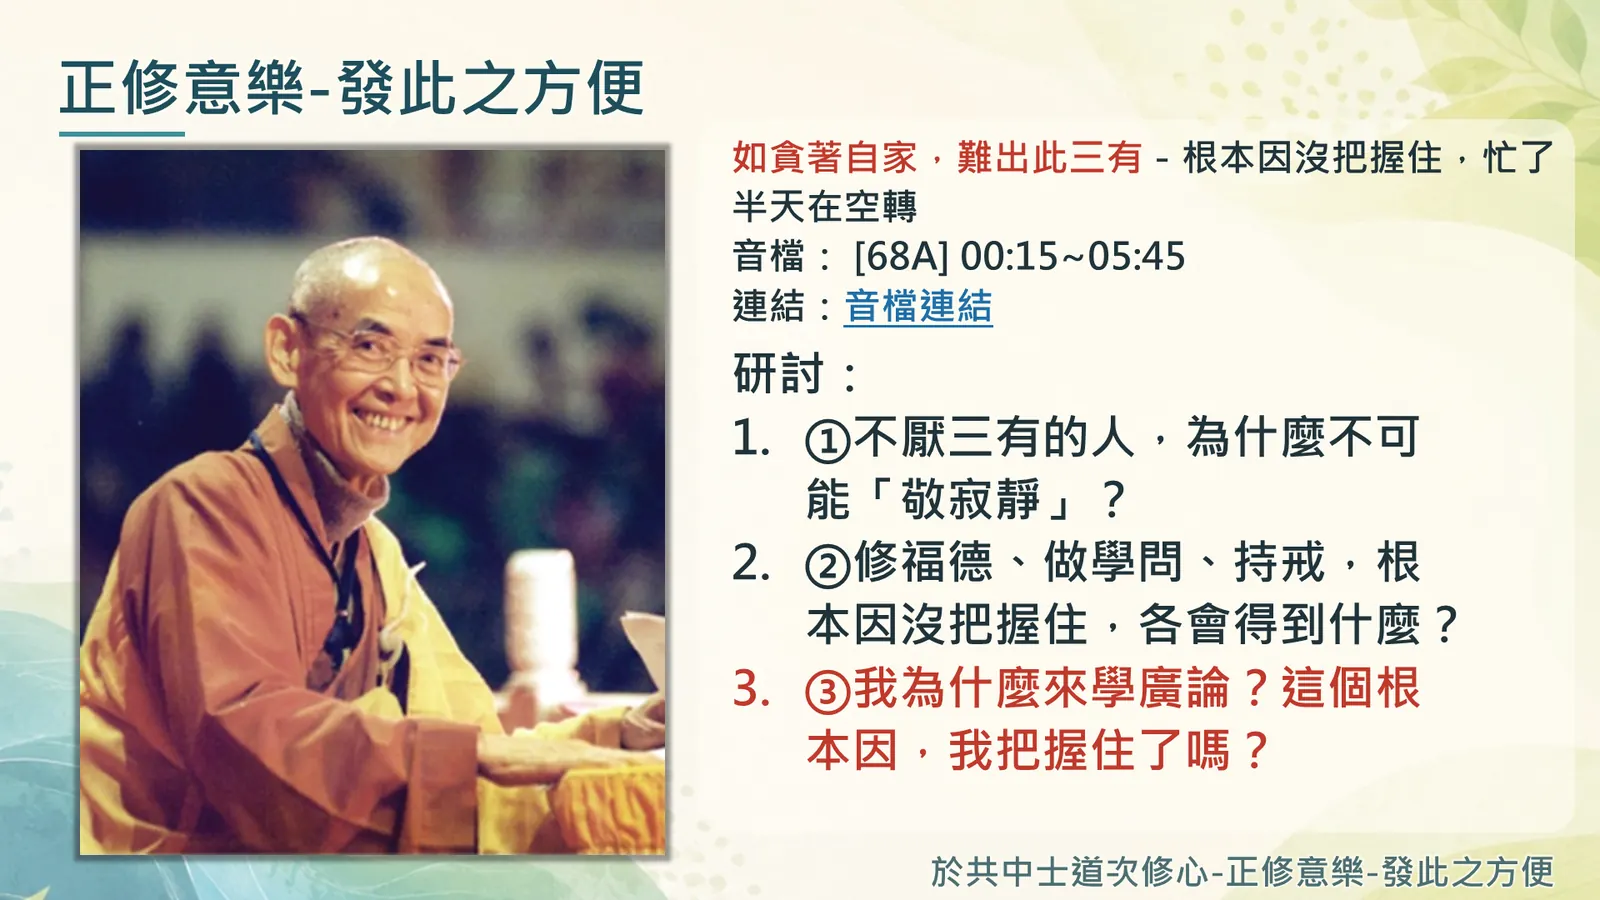 正修意樂-發此之方便
如貪著自家，難出此三有 - 根本因沒把握住，忙了
半天在空轉
音檔： [68A] 00:15~05:45
連結：音檔連結
研討：
1. ①不厭三有的人，為什麼不可
能「敬寂靜」？
2. ②修福德、做學問、持戒，根
本因沒把握住，各會得到什麼？
3. ③我為什麼來學廣論？這個根
本因，我把握住了嗎？
於共中士道次修心-正修意樂-發此之方便